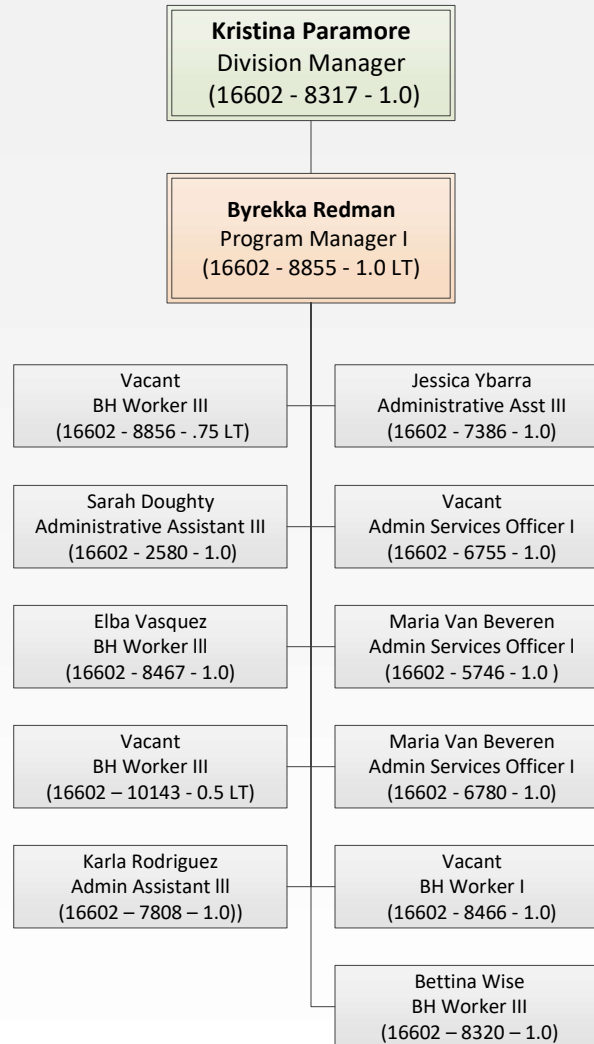 Kristina Paramore
Division Manager
(16602 - 8317 - 1.0)
Byrekka Redman
Program Manager I
(16602 - 8855 - 1.0 LT)
Vacant
BH Worker III
(16602 - 8856 - .75 LT)
Jessica Ybarra
Administrative Asst III
(16602 - 7386 - 1.0)
Sarah Doughty
Administrative Assistant III
(16602 - 2580 - 1.0)
Vacant
Admin Services Officer I
(16602 - 6755 - 1.0)
Elba Vasquez
BH Worker lll
(16602 - 8467 - 1.0)
Maria Van Beveren
Admin Services Officer l
(16602 - 5746 - 1.0 )
Vacant
BH Worker III
(16602 – 10143 - 0.5 LT)
Maria Van Beveren
Admin Services Officer I
(16602 - 6780 - 1.0)
Karla Rodriguez
Admin Assistant lll
(16602 – 7808 – 1.0))
Vacant
BH Worker I
(16602 - 8466 - 1.0)
Bettina Wise
BH Worker III
(16602 – 8320 – 1.0)